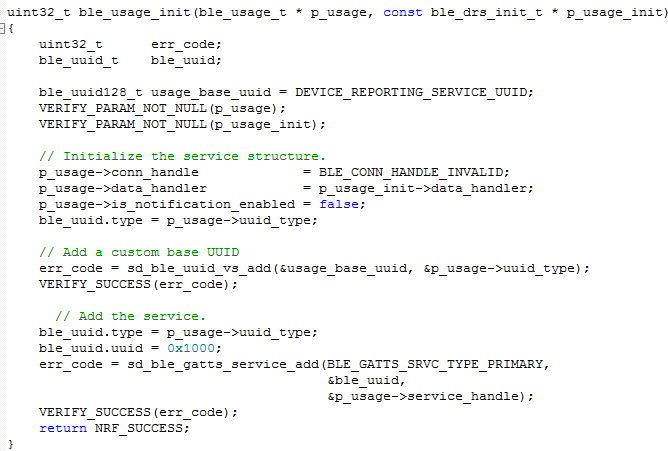 uint32_t ble_usage_init(ble_usage_t * p_usage, const ble_drs_init_t * p_usage_init)
{
    uint32_t      err_code;
    ble_uuid_t    ble_uuid;

    ble_uuid128_t usage_base_uuid = DEVICE_REPORTING_SERVICE_UUID;
    VERIFY_PARAM_NOT_NULL(p_usage);
    VERIFY_PARAM_NOT_NULL(p_usage_init);

    // Initialize the service structure.
    p_usage->conn_handle             = BLE_CONN_HANDLE_INVALID;
    p_usage->data_handler            = p_usage_init->data_handler;
    p_usage->is_notification_enabled = false;
    ble_uuid.type = p_usage->uuid_type;

    // Add a custom base UUID
    err_code = sd_ble_uuid_vs_add(&usage_base_uuid, &p_usage->uuid_type);
    VERIFY_SUCCESS(err_code);

      // Add the service.
    ble_uuid.type = p_usage->uuid_type;
    ble_uuid.uuid = 0x1000;
    err_code = sd_ble_gatts_service_add(BLE_GATTS_SRVC_TYPE_PRIMARY,
                                        &ble_uuid,
                                        &p_usage->service_handle);
    VERIFY_SUCCESS(err_code);
    return NRF_SUCCESS;
}